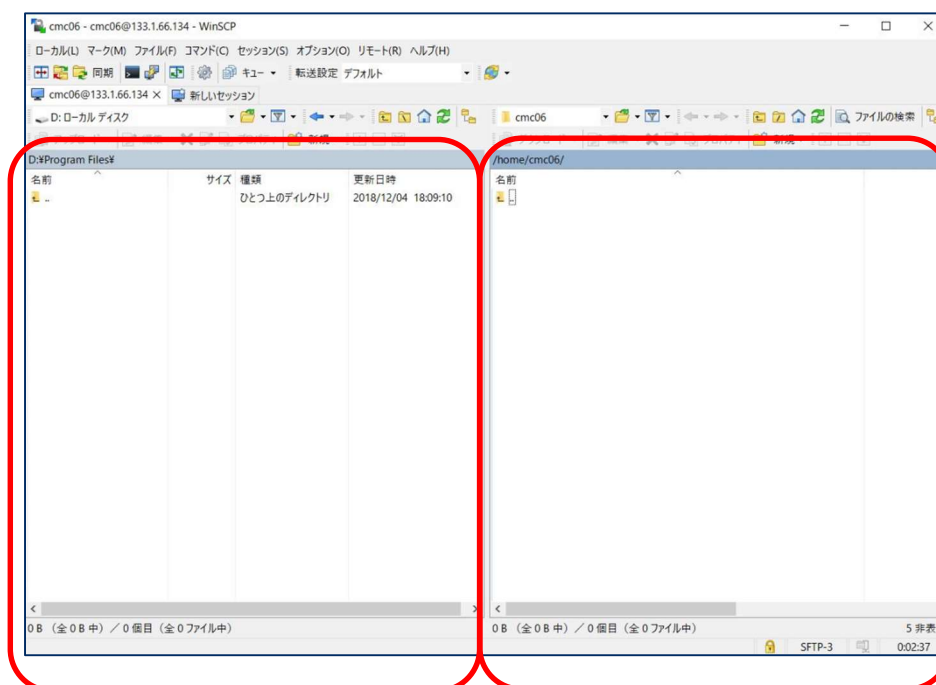 cmc06 - cmc06@133.1.66.134 - WinSCP
ローカル(L) マーク(M) ファイル(F) コマンド(C) セッション(S) オプション(O) リモート(R) ヘルプ(H)
同期 キュー 転送設定 デフォルト
cmc06@133.1.66.134 × 新しいセッション
D: ローカル ディスク
cmc06 ファイルの検索
D:¥Program Files¥
名前 サイズ 種類 更新日時
.. ひとつ上のディレクトリ 2018/12/04 18:09:10
0 B (全 0 B 中) / 0 個目 (全 0 ファイル中)
/home/cmc06/
名前
..
0 B (全 0 B 中) / 0 個目 (全 0 ファイル中) 5 非表
SFTP-3 0:02:37